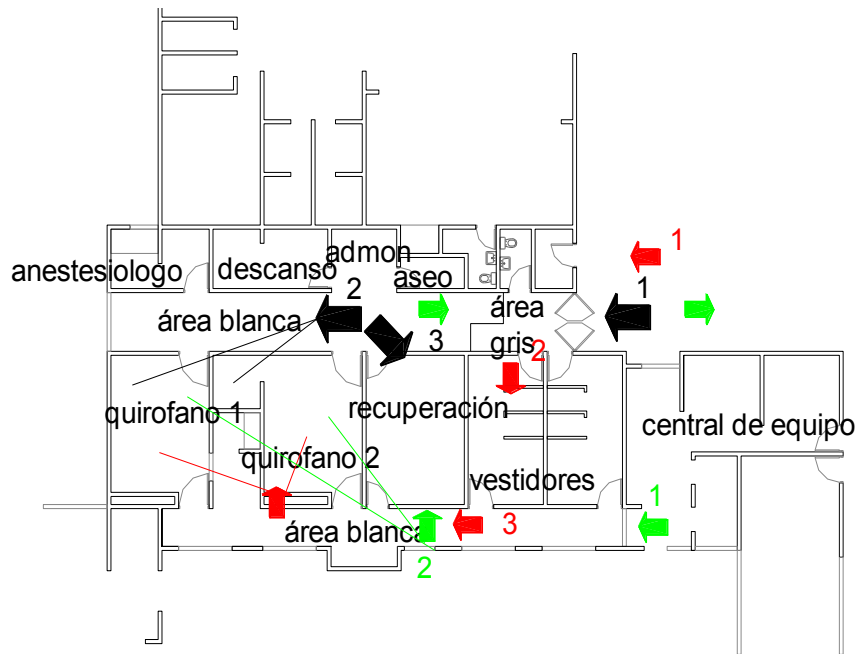 1
anestesiologo
descanso
admon
aseo
2
área blanca
3
área
gris
1
2
quirofano 1
recuperación
central de equipo
quirofano 2
vestidores
1
área blanca
3
2